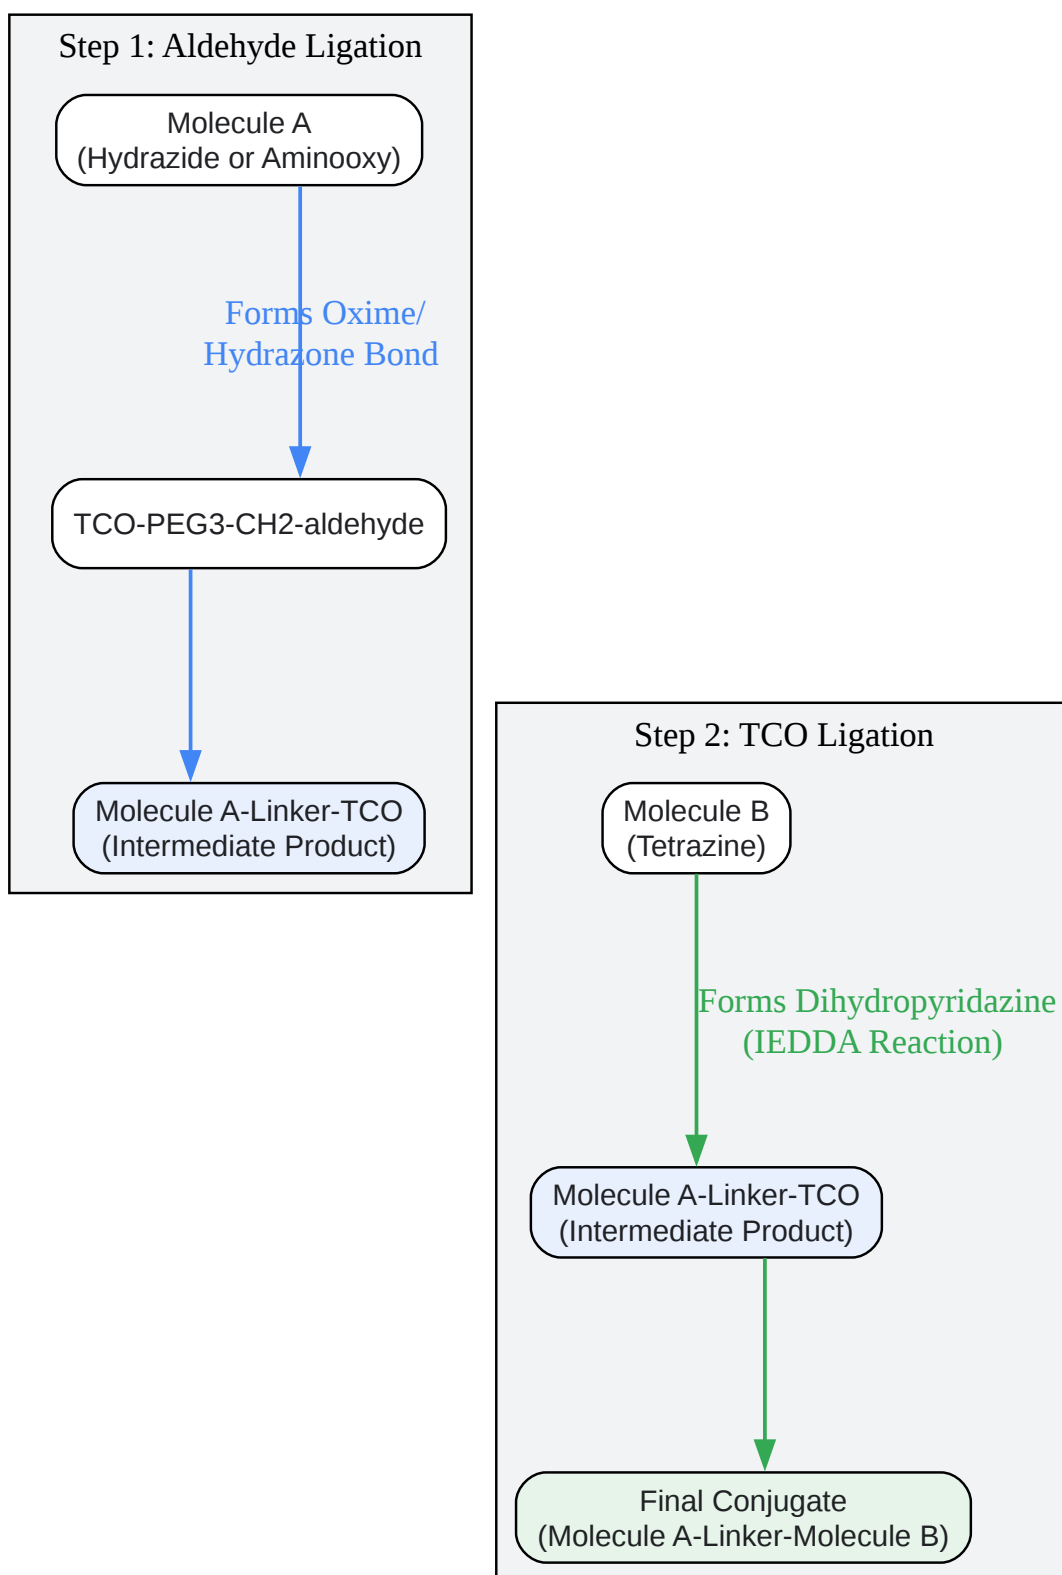 Step 1: Aldehyde Ligation
Molecule A
(Hydrazide or Aminooxy)
Forms Oxime/
Hydrazone Bond
TCO-PEG3-CH2-aldehyde
Molecule A-Linker-TCO
(Intermediate Product)
Step 2: TCO Ligation
Molecule B
(Tetrazine)
Forms Dihydropyridazine
(IEDDA Reaction)
Molecule A-Linker-TCO
(Intermediate Product)
Final Conjugate
(Molecule A-Linker-Molecule B)